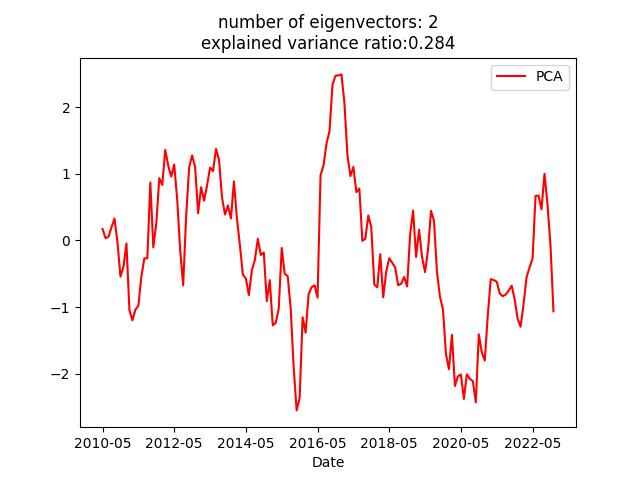 number of eigenvectors: 2
explained variance ratio:0.284
PCA
2
1
0
−1
−2
2010-05 2012-05 2014-05 2016-05 2018-05 2020-05 2022-05
Date